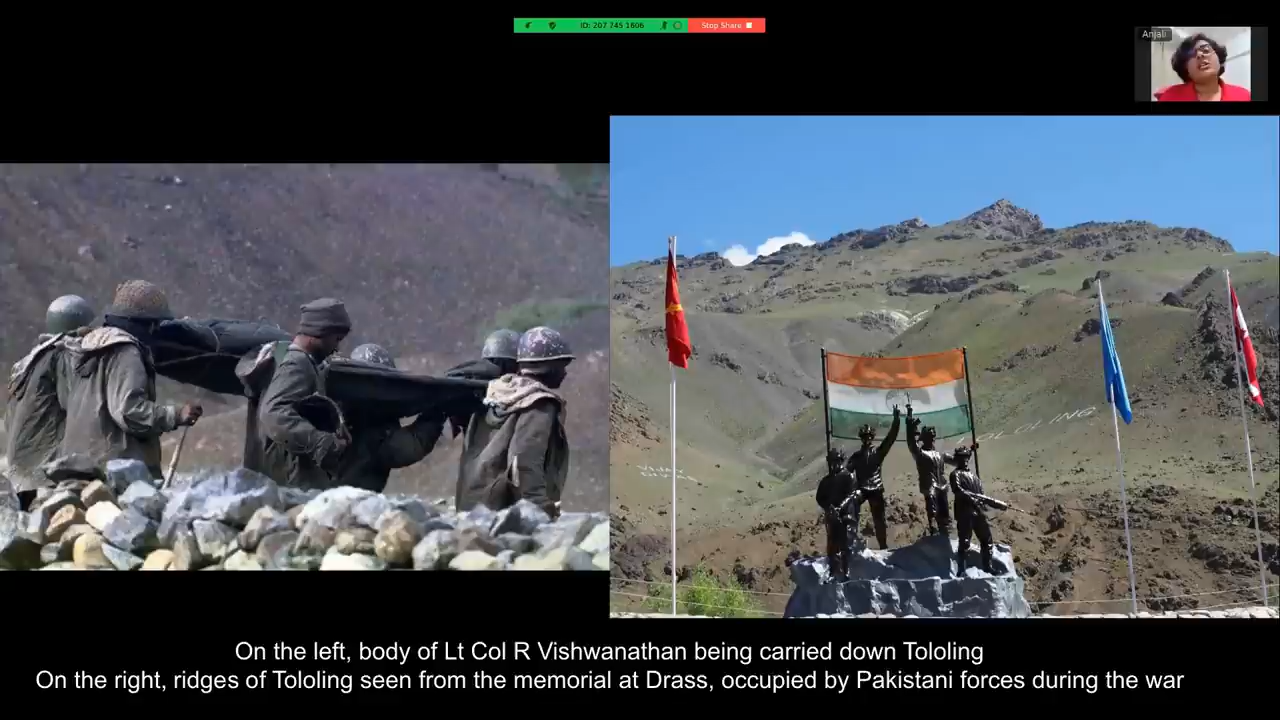 ID: 207 745 1606
Stop Share
Anjali
TOLOLING
VIJAY
On the left, body of Lt Col R Vishwanathan being carried down Tololing
On the right, ridges of Tololing seen from the memorial at Drass, occupied by Pakistani forces during the war